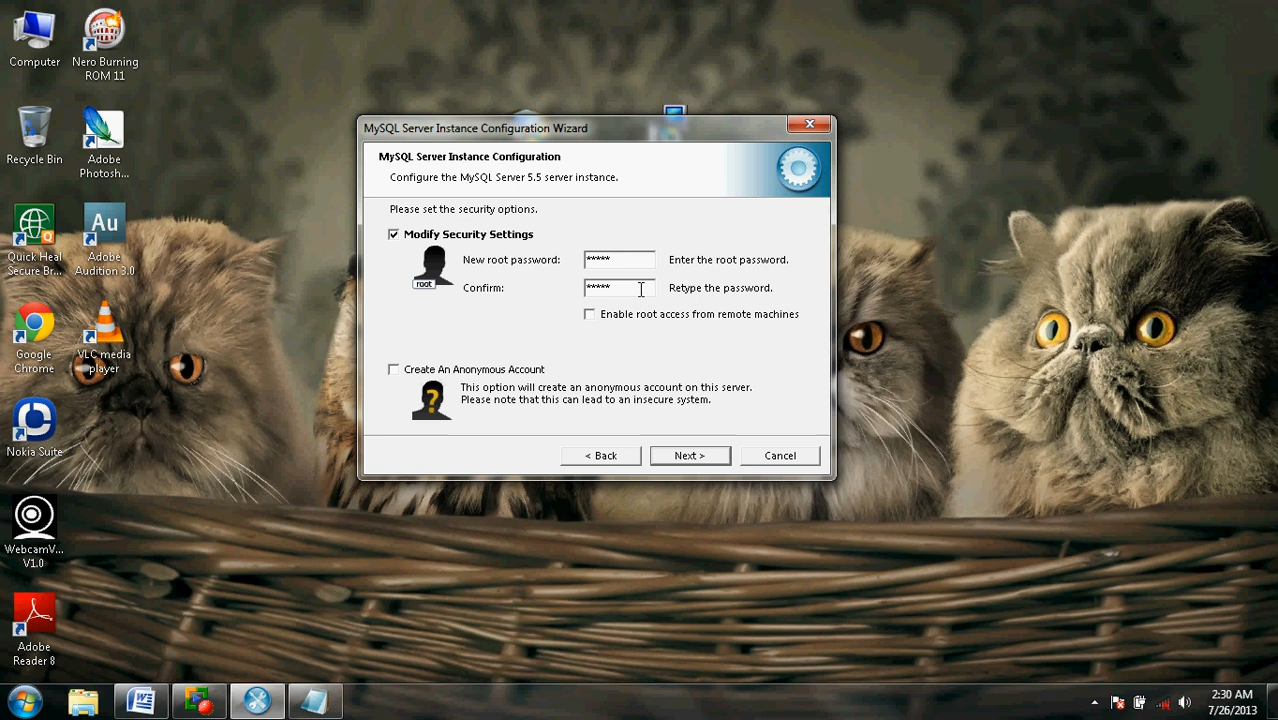 Computer
Nero Burning
ROM 11
Recycle Bin
Adobe
Photosh...
Quick Heal
Secure Br...
Adobe
Audition 3.0
Google
Chrome
VLC media
player
Nokia Suite
WebcamV...
V1.0
Adobe
Reader 8
Au
MySQL Server Instance Configuration Wizard
MySQL Server Instance Configuration
Configure the MySQL Server 5.5 server instance.
Please set the security options.
Modify Security Settings
root
New root password:
*****
Enter the root password.
Confirm:
*****
Retype the password.
Enable root access from remote machines
Create An Anonymous Account
?
This option will create an anonymous account on this server.
Please note that this can lead to an insecure system.
< Back
Next >
Cancel
2:30 AM
7/26/2013